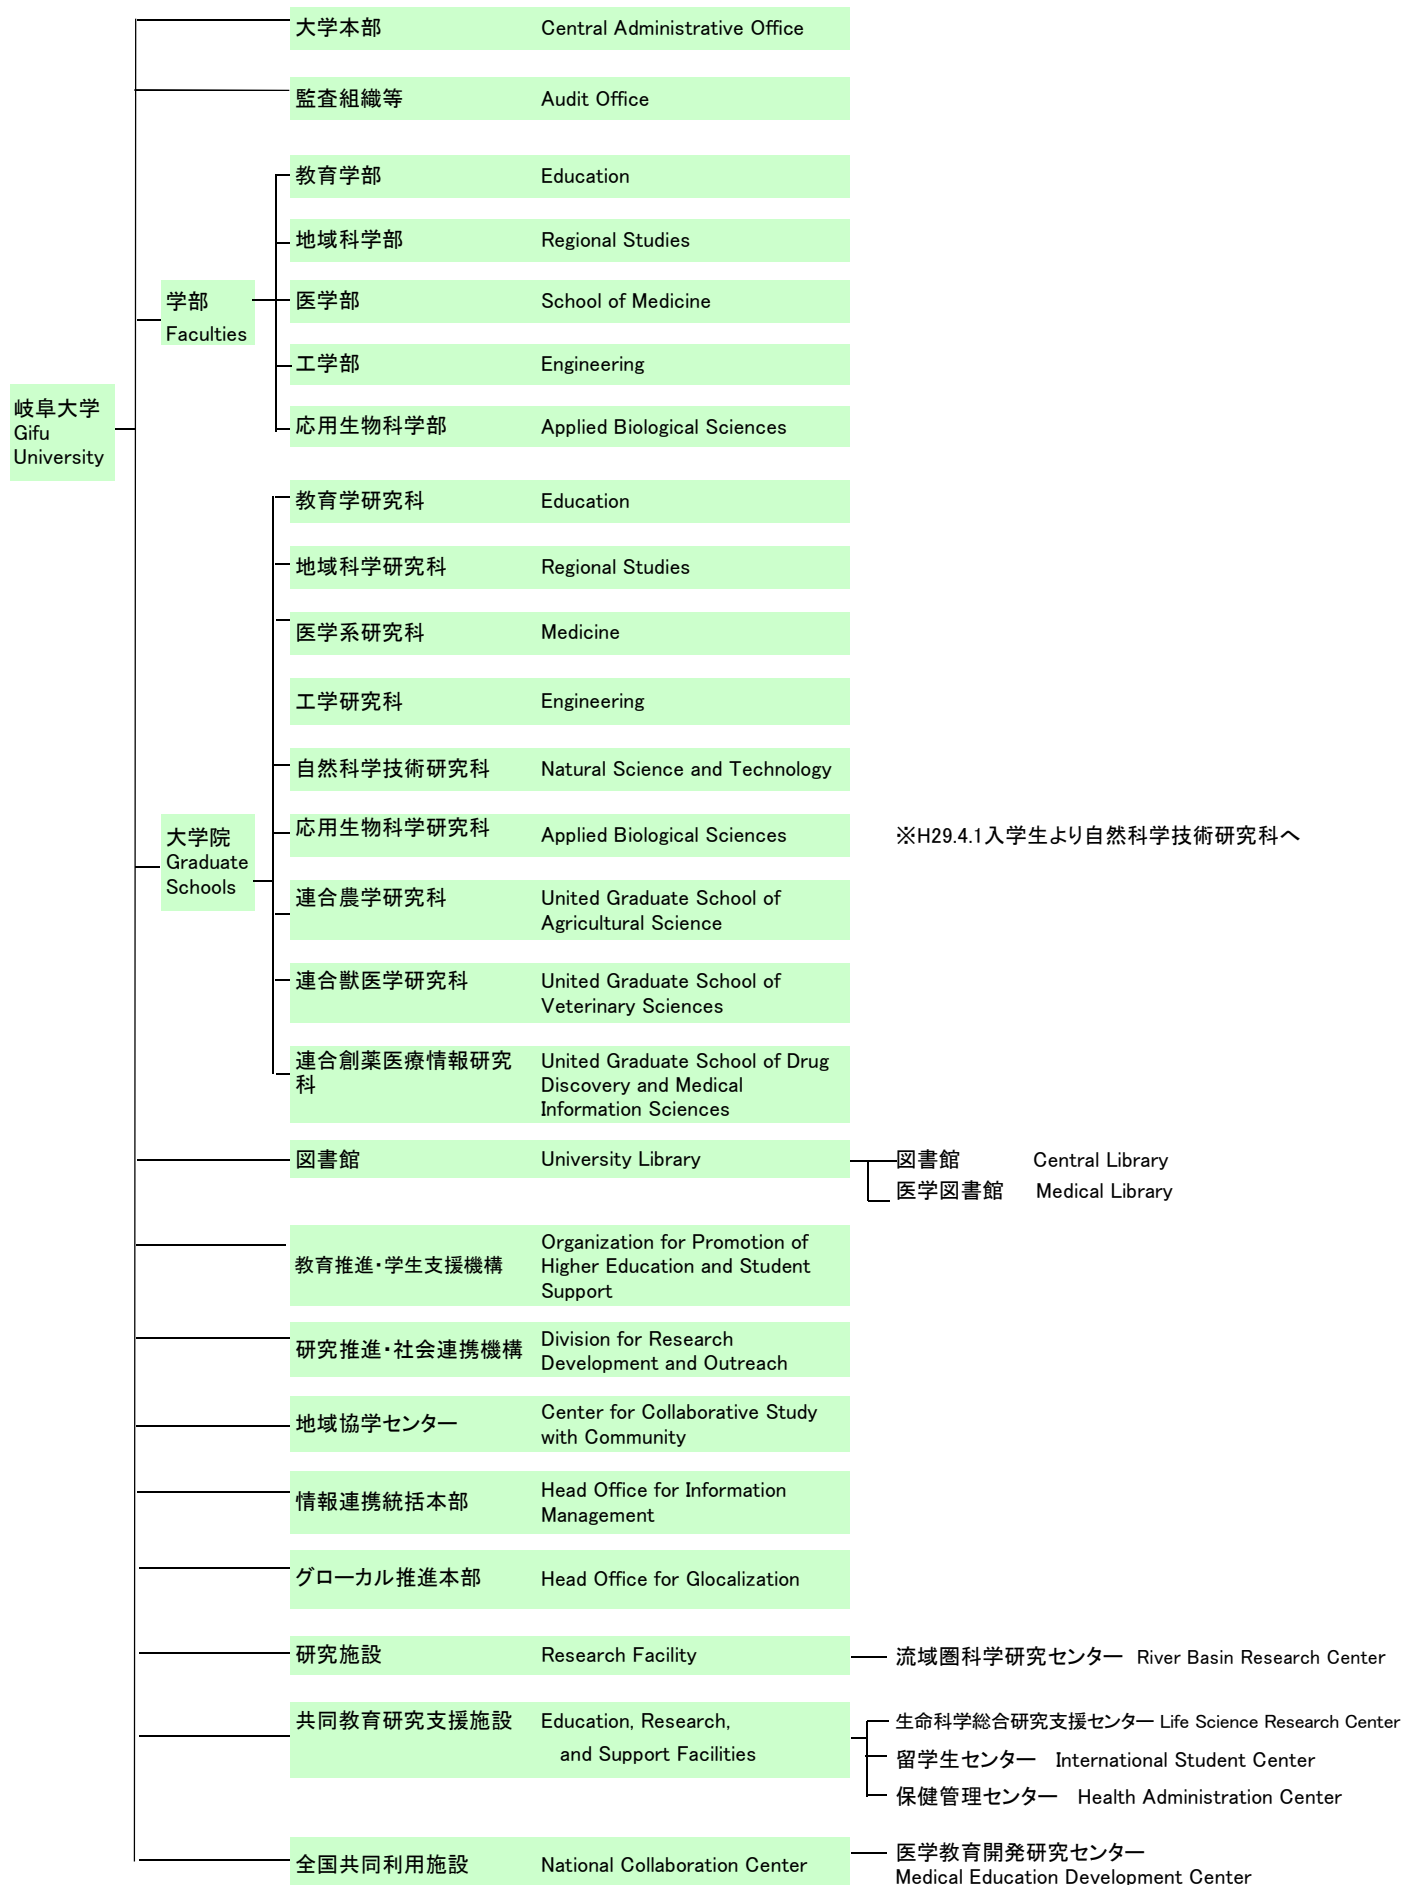 大学本部 Central Administrative Office
監査組織等 Audit Office
教育学部 Education
地域科学部 Regional Studies
学部
Faculties
医学部 School of Medicine
工学部 Engineering
岐阜大学
Gifu
University
応用生物科学部 Applied Biological Sciences
教育学研究科 Education
地域科学研究科 Regional Studies
医学系研究科 Medicine
工学研究科 Engineering
自然科学技術研究科 Natural Science and Technology
大学院
Graduate
Schools
応用生物科学研究科 Applied Biological Sciences ※H29.4.1入学生より自然科学技術研究科へ
連合農学研究科 United Graduate School of
Agricultural Science
連合獣医学研究科 United Graduate School of
Veterinary Sciences
連合創薬医療情報研究 United Graduate School of Drug
科 Discovery and Medical
Information Sciences
図書館 University Library 図書館 Central Library
医学図書館 Medical Library
Organization for Promotion of
教育推進・学生支援機構 Higher Education and Student
Support
研究推進・社会連携機構 Division for Research
Development and Outreach
地域協学センター Center for Collaborative Study
with Community
情報連携統括本部 Head Office for Information
Management
グローカル推進本部 Head Office for Glocalization
研究施設 Research Facility 流域圏科学研究センター River Basin Research Center
共同教育研究支援施設 Education, Research, 生命科学総合研究支援センター Life Science Research Center
and Support Facilities 留学生センター International Student Center
保健管理センター Health Administration Center
全国共同利用施設 National Collaboration Center 医学教育開発研究センター
Medical Education Development Center